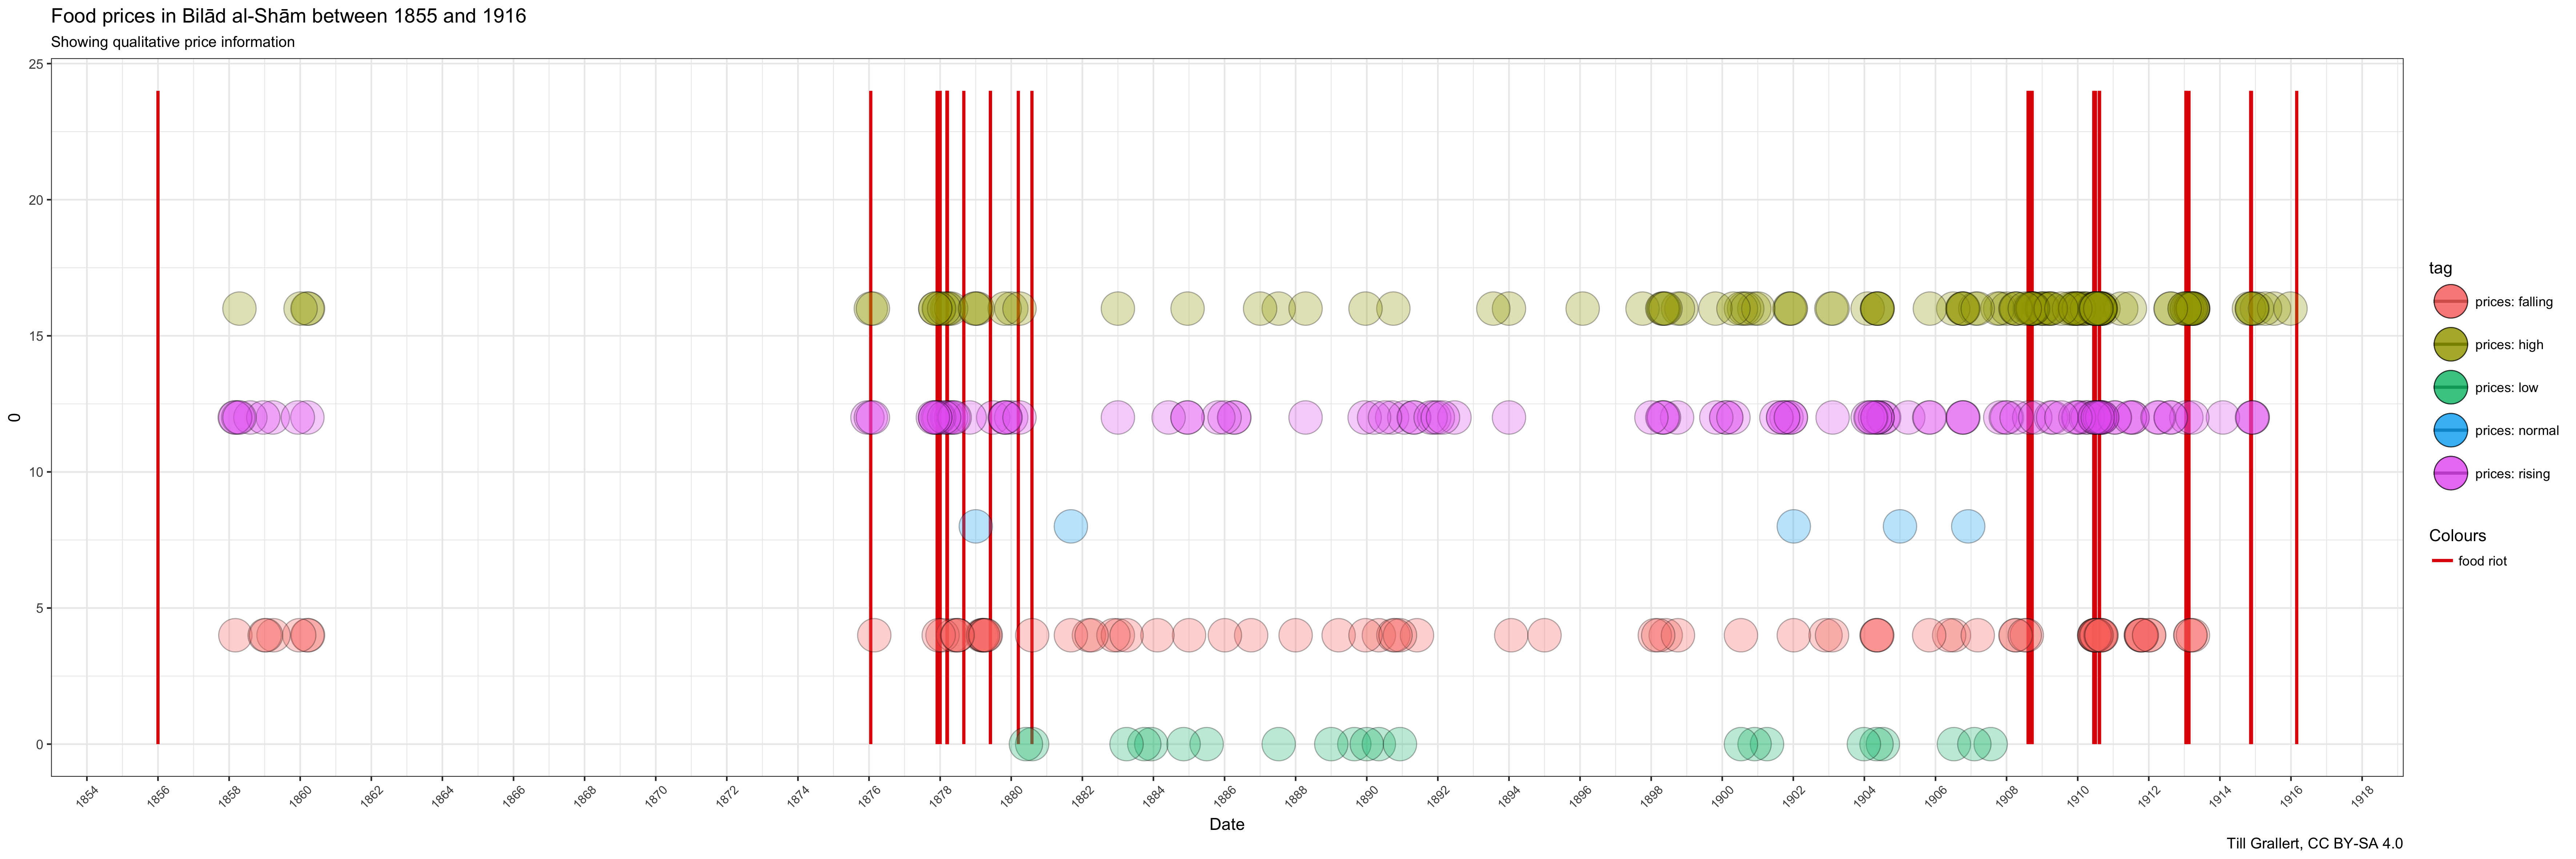 Food prices in Bilād al-Shām between 1855 and 1916
Showing qualitative price information
25
20
15
10
5
0
0
1854 1856 1858 1860 1862 1864 1866 1868 1870 1872 1874 1876 1878 1880 1882 1884 1886 1888 1890 1892 1894 1896 1898 1900 1902 1904 1906 1908 1910 1912 1914 1916 1918
Date
tag
prices: falling
prices: high
prices: low
prices: normal
prices: rising
Colours
food riot
Till Grallert, CC BY-SA 4.0